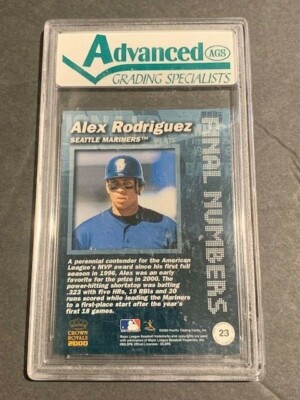 Advanced AGS
GRADING SPECIALISTS
Alex Rodriguez
SEATTLE MARINERS™
FINAL NUMBERS
A perennial contender for the American
League's MVP award since his first full
season in 1996, Alex was an early
favorite for the prize in 2000. The
power-hitting shortstop was batting
.323 with five HRs, 19 RBIs and 20
runs scored while leading the Mariners
to a first-place start after the year's
first 18 games.
CROWN
ROYALE
2000
23